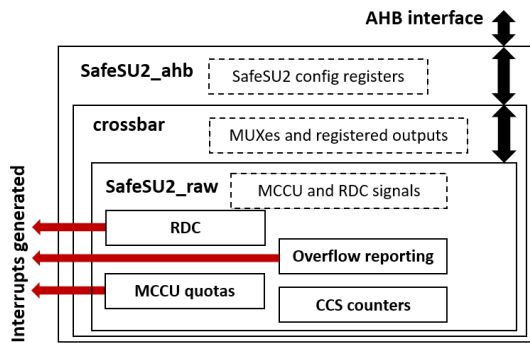 AHB interface
SafeSU2_ahb
SafeSU2 config registers
crossbar
MUXes and registered outputs
SafeSU2_raw
MCCU and RDC signals
RDC
Overflow reporting
MCCU quotas
CCS counters
Interrupts generated